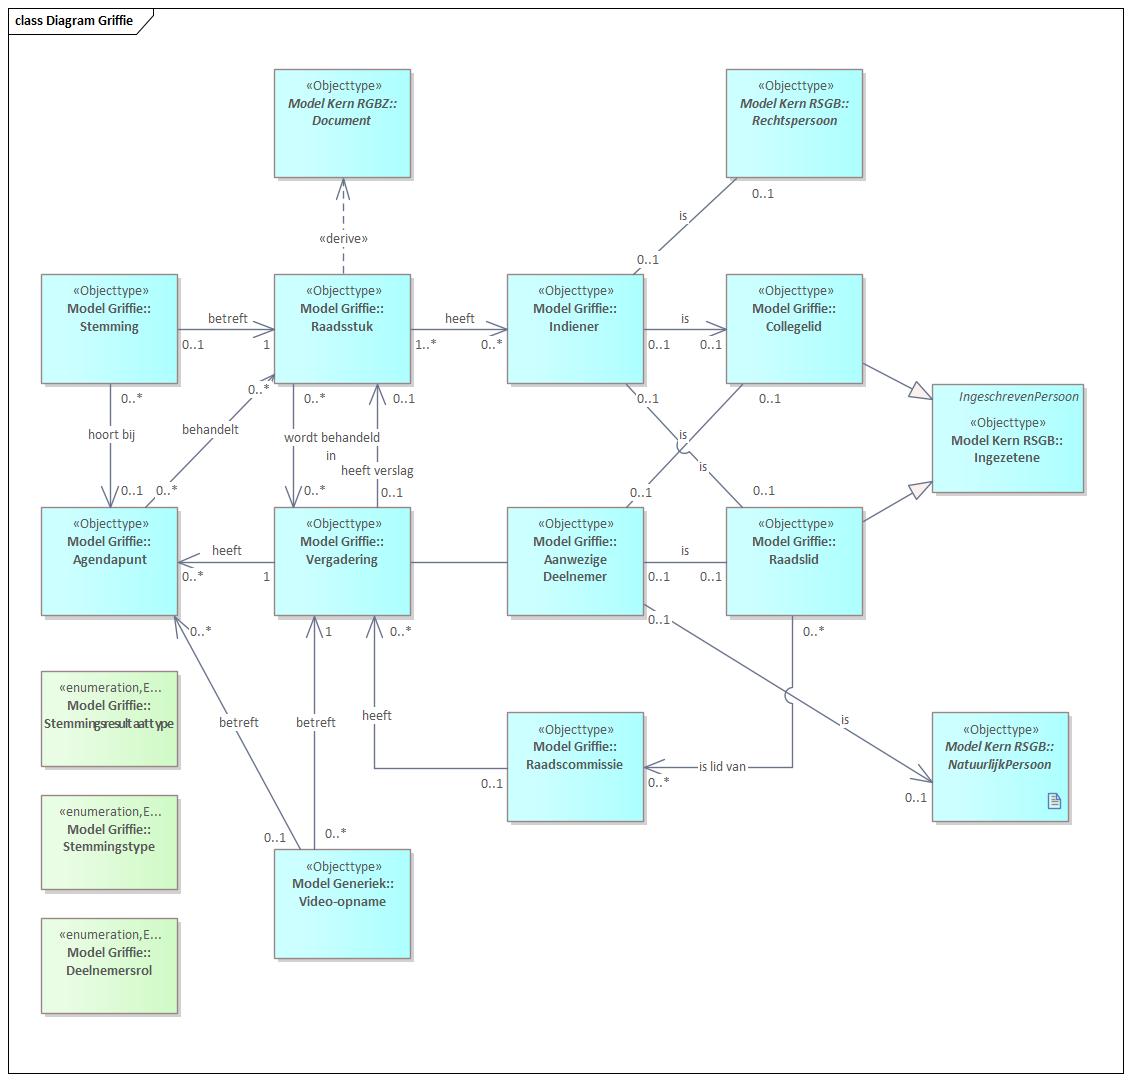 class Diagram Griffie
«Objecttype»
Model Kern RGBZ::
Document
«Objecttype»
Model Kern RSGB::
Rechtspersoon
is
0..1
0..1
«derive»
«Objecttype»
Model Griffie::
Stemming
betreft
0..1
1
«Objecttype»
Model Griffie::
Raadsstuk
heeft
1..*
0..*
«Objecttype»
Model Griffie::
Indiener
is
0..1
0..1
«Objecttype»
Model Griffie::
Collegelid
IngeschrevenPersoon
«Objecttype»
Model Kern RSGB::
Ingezetene
0..*
hoort bij
0..1
0..*
behandelt
0..*
0..*
wordt behandeld
in
0..*
0..1
heeft verslag
0..1
0..1
is
0..1
0..1
is
0..1
«Objecttype»
Model Griffie::
Agendapunt
heeft
0..*
1
«Objecttype»
Model Griffie::
Vergadering
«Objecttype»
Model Griffie::
Aanwezige
Deelnemer
is
0..1
0..1
«Objecttype»
Model Griffie::
Raadslid
0..*
1
0..*
0..1
0..*
«enumeration,E...
Model Griffie::
Stemmingsresultaattype
betreft
betreft
heeft
0..1
«Objecttype»
Model Griffie::
Raadscommissie
is lid van
0..*
is
0..1
«Objecttype»
Model Kern RSGB::
NatuurlijkPersoon
«enumeration,E...
Model Griffie::
Stemmingstype
0..1
0..*
«Objecttype»
Model Generiek::
Video-opname
«enumeration,E...
Model Griffie::
Deelnemersrol